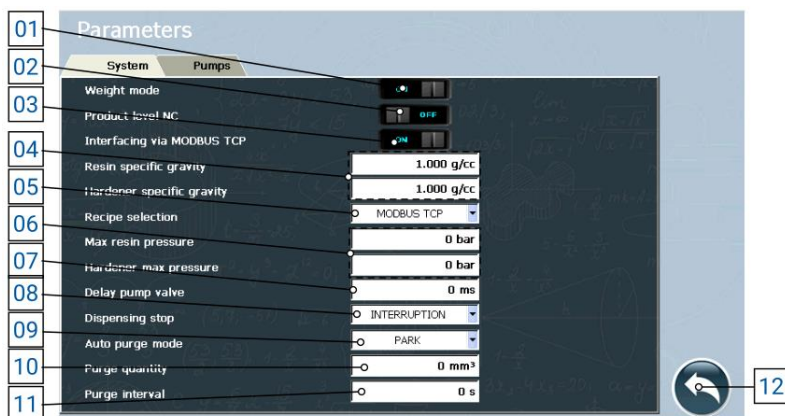 Parameters
System Pumps
01 Weight mode ON
02 Product level NC OFF
03 Interfacing via MODBUS TCP ON
04 Resin specific gravity 1.000 g/cc
Hardener specific gravity 1.000 g/cc
05 Recipe selection MODBUS TCP
06 Max resin pressure 0 bar
Hardener max pressure 0 bar
07 Delay pump valve 0 ms
08 Dispensing stop INTERRUPTION
09 Auto purge mode PARK
10 Purge quantity 0 mm³
11 Purge interval 0 s
12